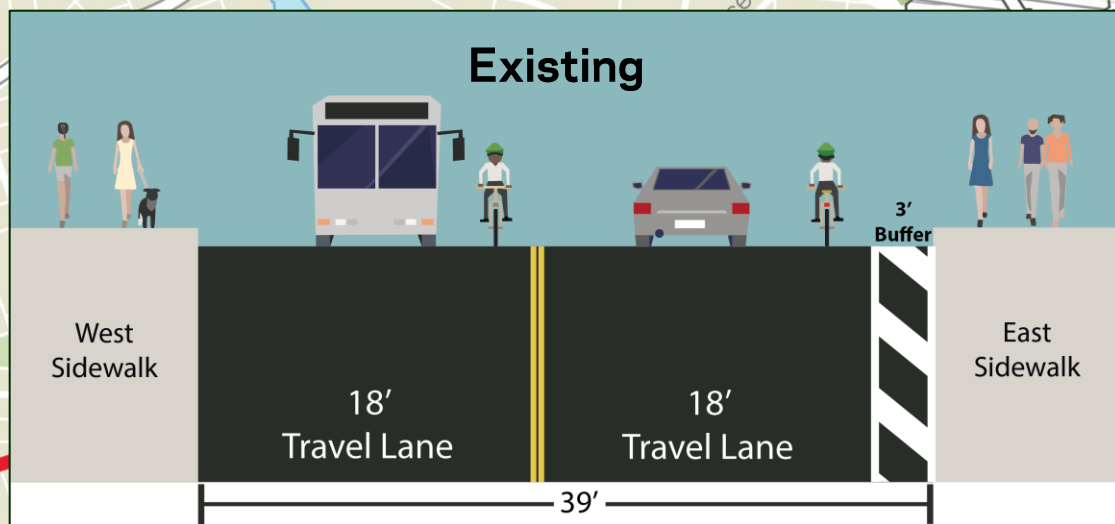 Existing
3'
Buffer
West
Sidewalk
18'
Travel Lane
18'
Travel Lane
East
Sidewalk
39'